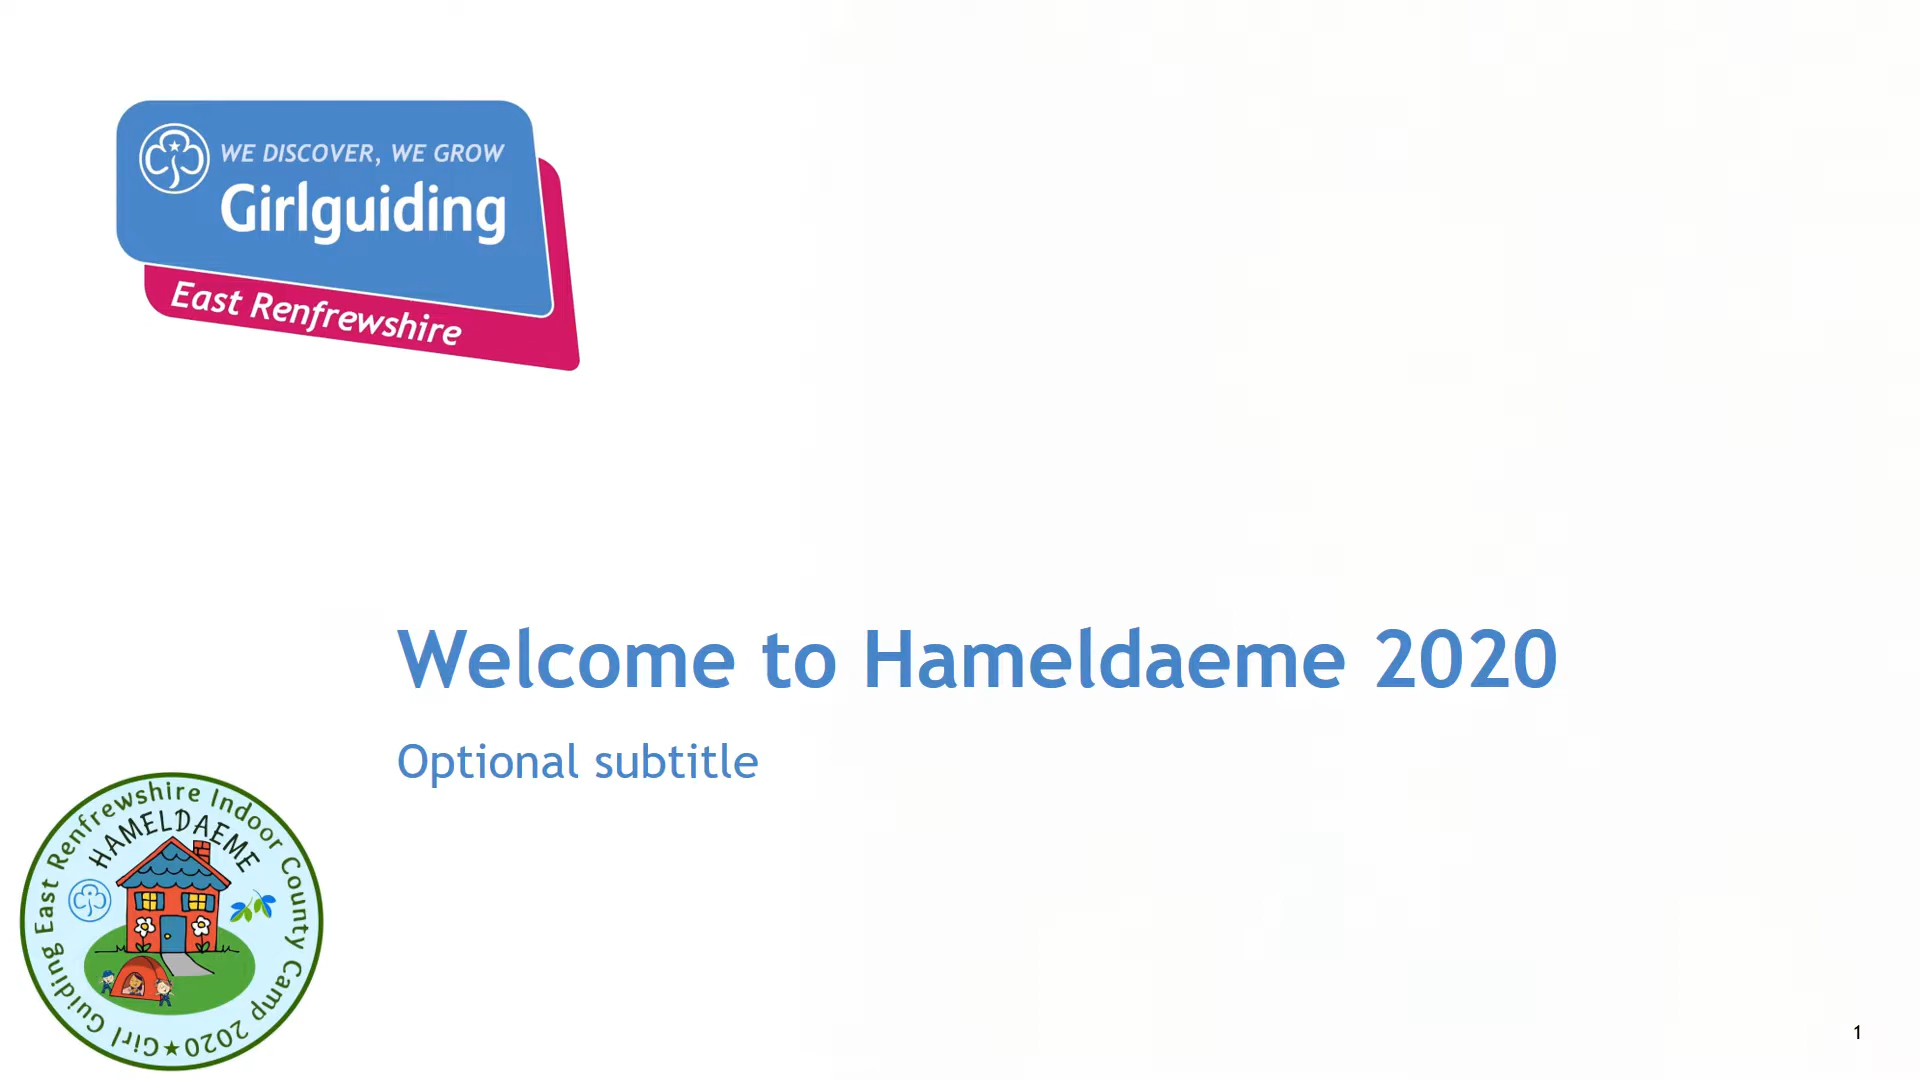 WE DISCOVER, WE GROW
Girlguiding
East Renfrewshire
Welcome to Hameldaeme 2020
Optional subtitle
Girl Guiding East Renfrewshire Indoor County Camp 2020 ★
HAMELDAEME
1